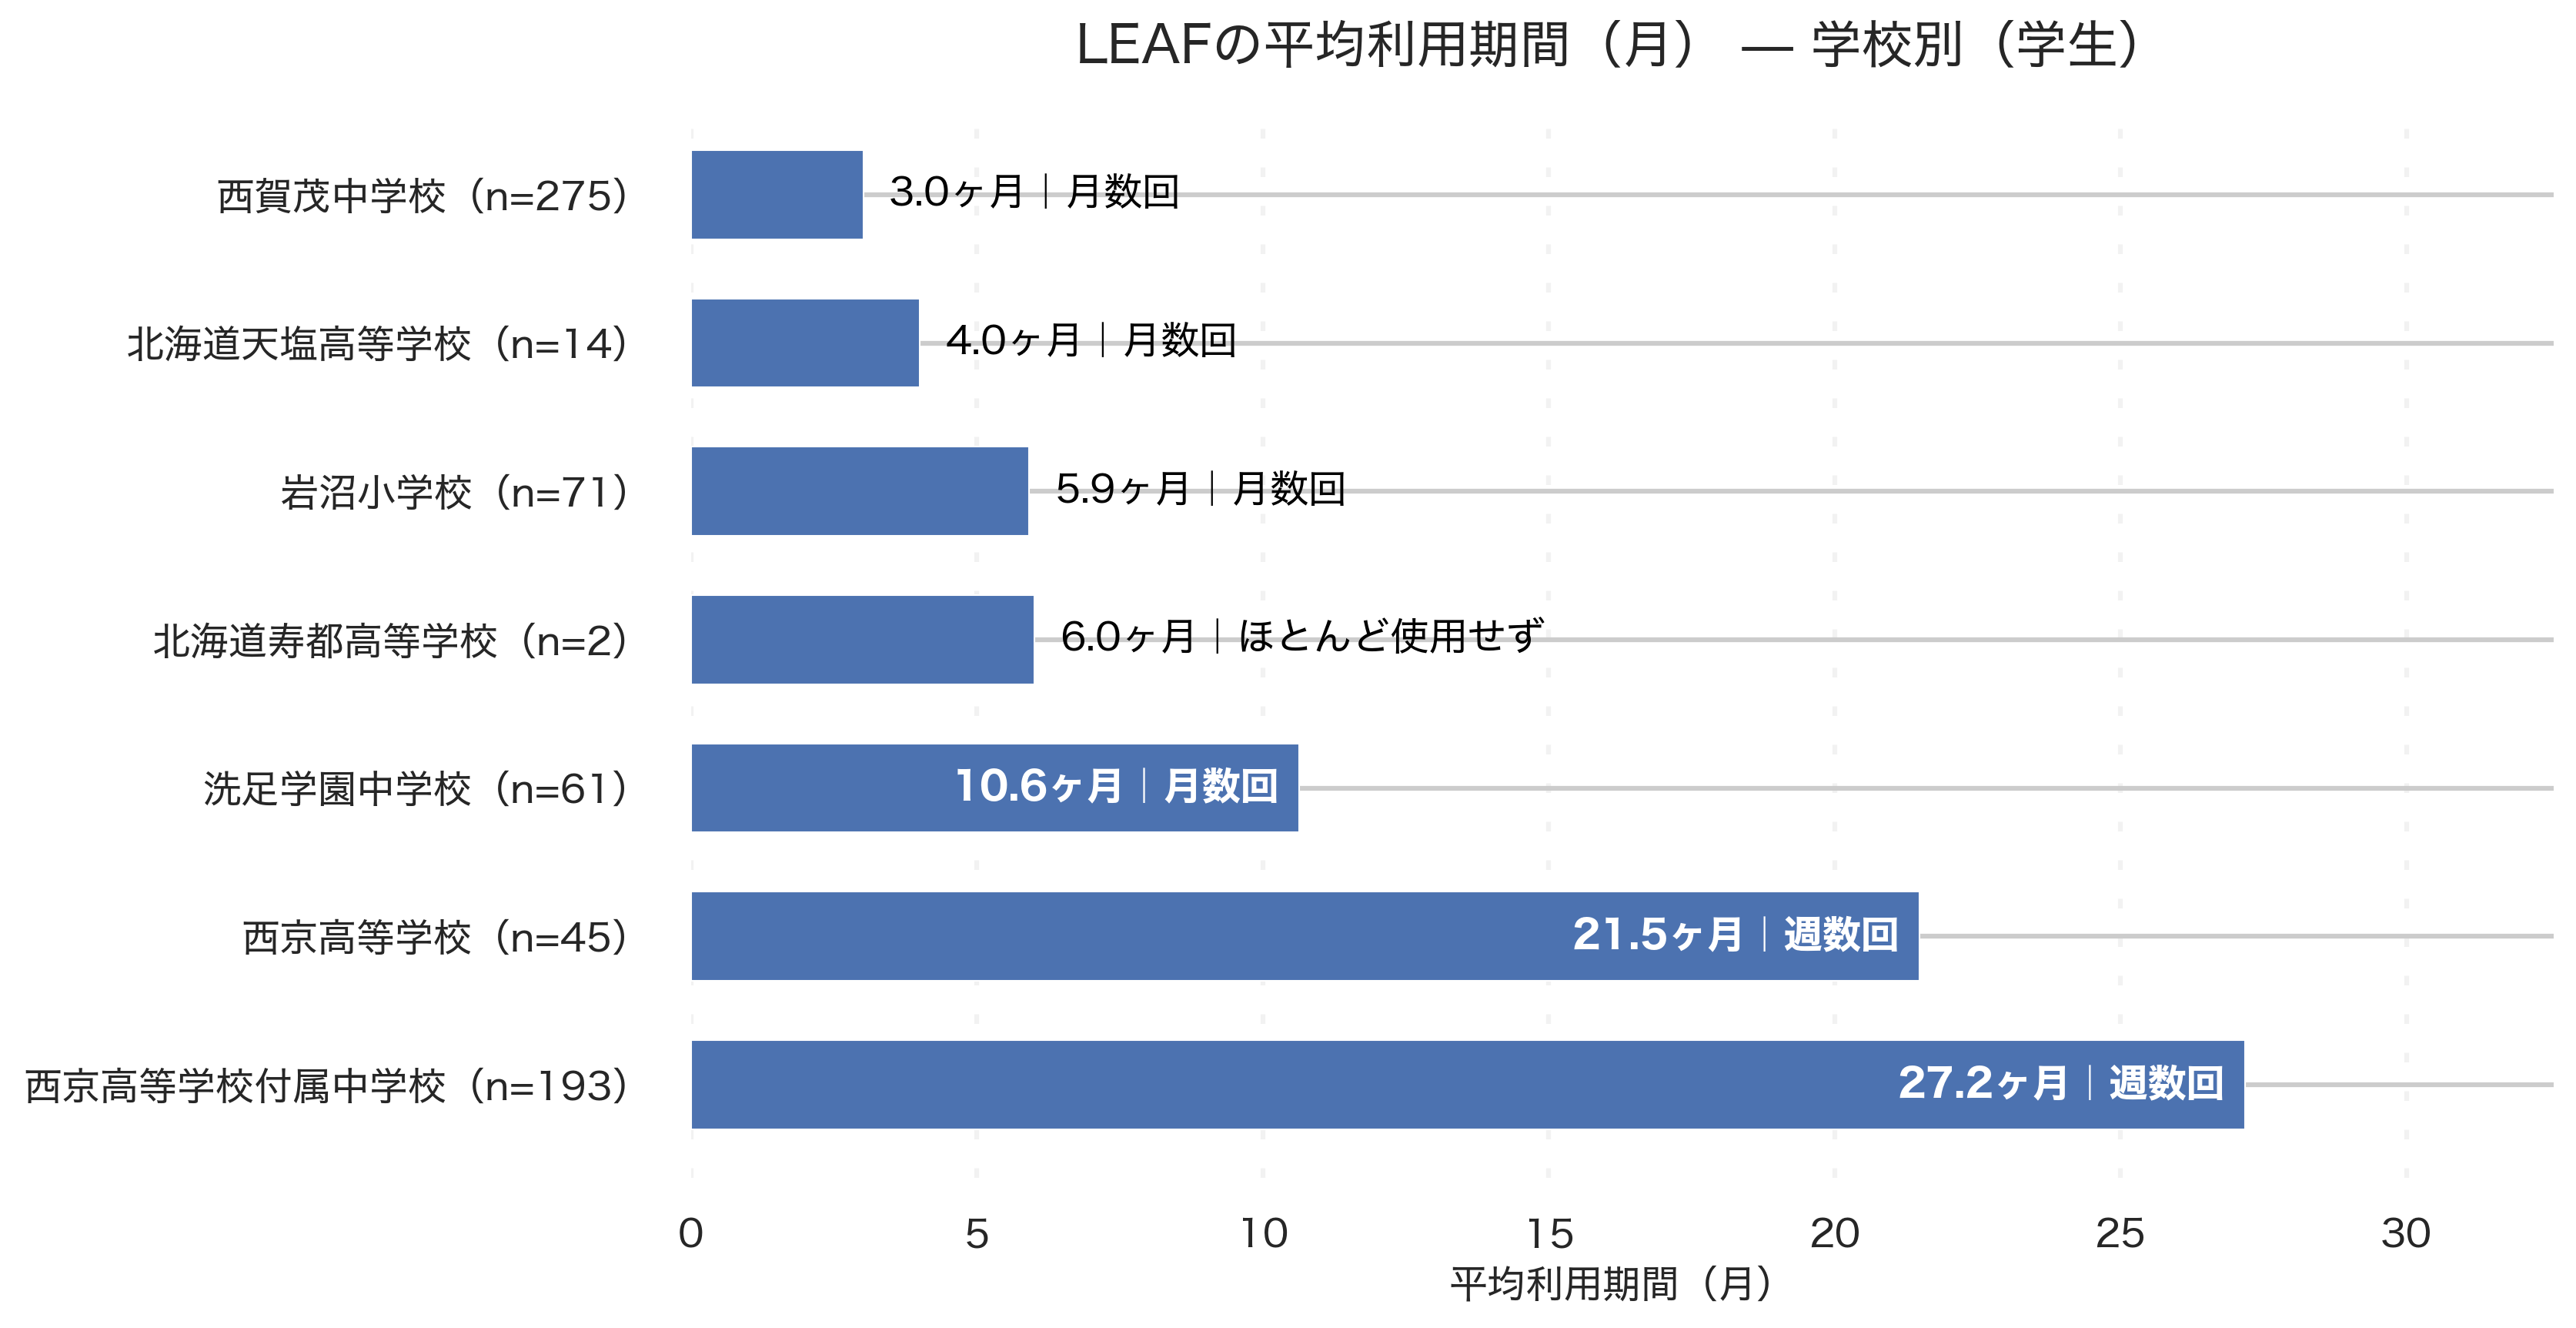 LEAFの平均利用期間（月） — 学校別（学生）
西賀茂中学校（n=275） 3.0ヶ月｜月数回
北海道天塩高等学校（n=14） 4.0ヶ月｜月数回
岩沼小学校（n=71） 5.9ヶ月｜月数回
北海道寿都高等学校（n=2） 6.0ヶ月｜ほとんど使用せず
洗足学園中学校（n=61） 10.6ヶ月｜月数回
西京高等学校（n=45） 21.5ヶ月｜週数回
西京高等学校付属中学校（n=193） 27.2ヶ月｜週数回
0 5 10 15 20 25 30
平均利用期間（月）